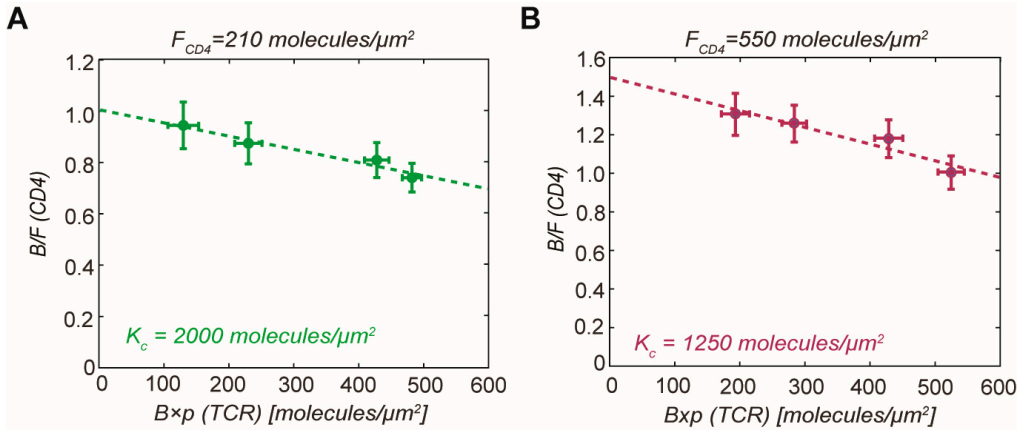 A
F_CD4=210 molecules/µm²
B/F (CD4)
1.0
0.8
0.6
0.4
0.2
0
0 100 200 300 400 500 600
K_c = 2000 molecules/µm²
B×p (TCR) [molecules/µm²]
B
F_CD4=550 molecules/µm²
B/F (CD4)
1.6
1.4
1.2
1.0
0.8
0.6
0.4
0.2
0
0 100 200 300 400 500 600
K_c = 1250 molecules/µm²
Bxp (TCR) [molecules/µm²]